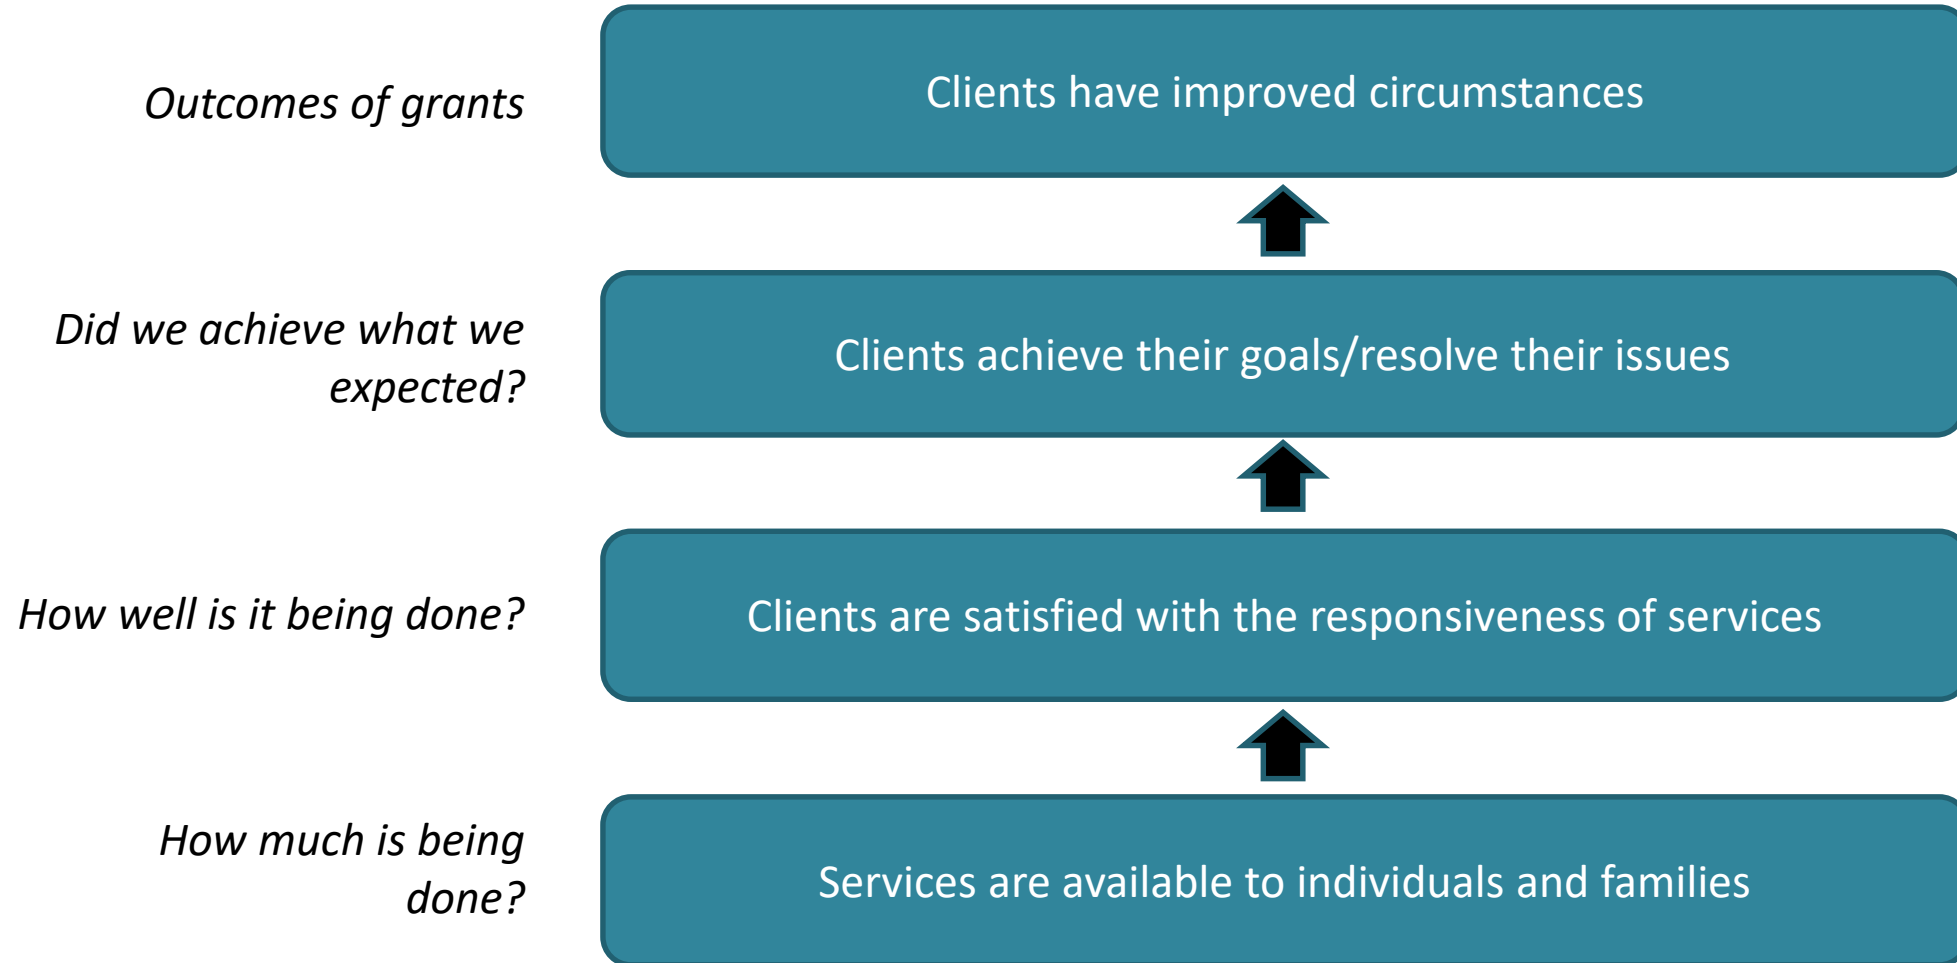 Outcomes of grants
Clients have improved circumstances
Did we achieve what we
expected?
Clients achieve their goals/resolve their issues
How well is it being done?
Clients are satisfied with the responsiveness of services
How much is being
done?
Services are available to individuals and families